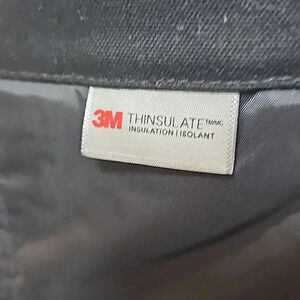 3M THINSULATE™/MC
INSULATION | ISOLANT